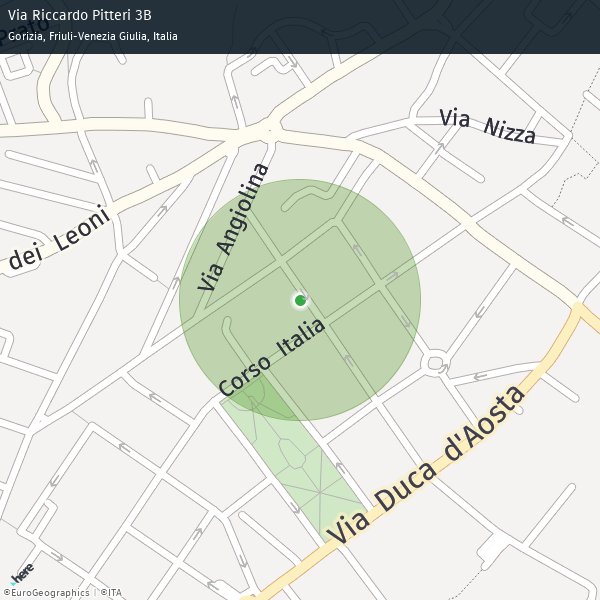 Via Riccardo Pitteri 3B
Gorizia, Friuli-Venezia Giulia, Italia
Prato
Via Nizza
dei Leoni
Via Angiolina
Corso Italia
Via Duca d'Aosta
here
©EuroGeographics | ©ITA